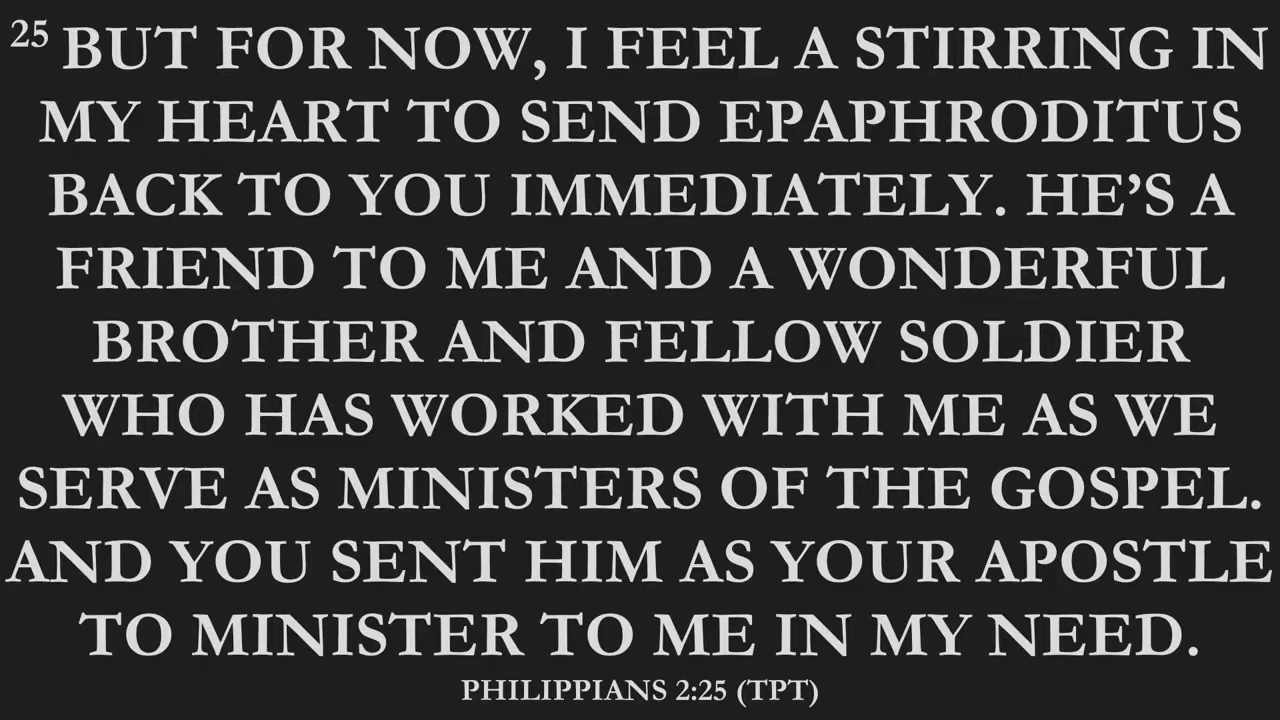 25 BUT FOR NOW, I FEEL A STIRRING IN
MY HEART TO SEND EPAPHRODITUS
BACK TO YOU IMMEDIATELY. HE’S A
FRIEND TO ME AND A WONDERFUL
BROTHER AND FELLOW SOLDIER
WHO HAS WORKED WITH ME AS WE
SERVE AS MINISTERS OF THE GOSPEL.
AND YOU SENT HIM AS YOUR APOSTLE
TO MINISTER TO ME IN MY NEED.
PHILIPPIANS 2:25 (TPT)